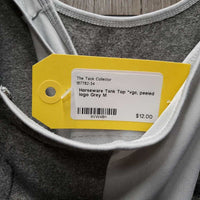 The Tack Collector
Horseware Tank Top *vgc, peeled
logo Grey M
$12.00